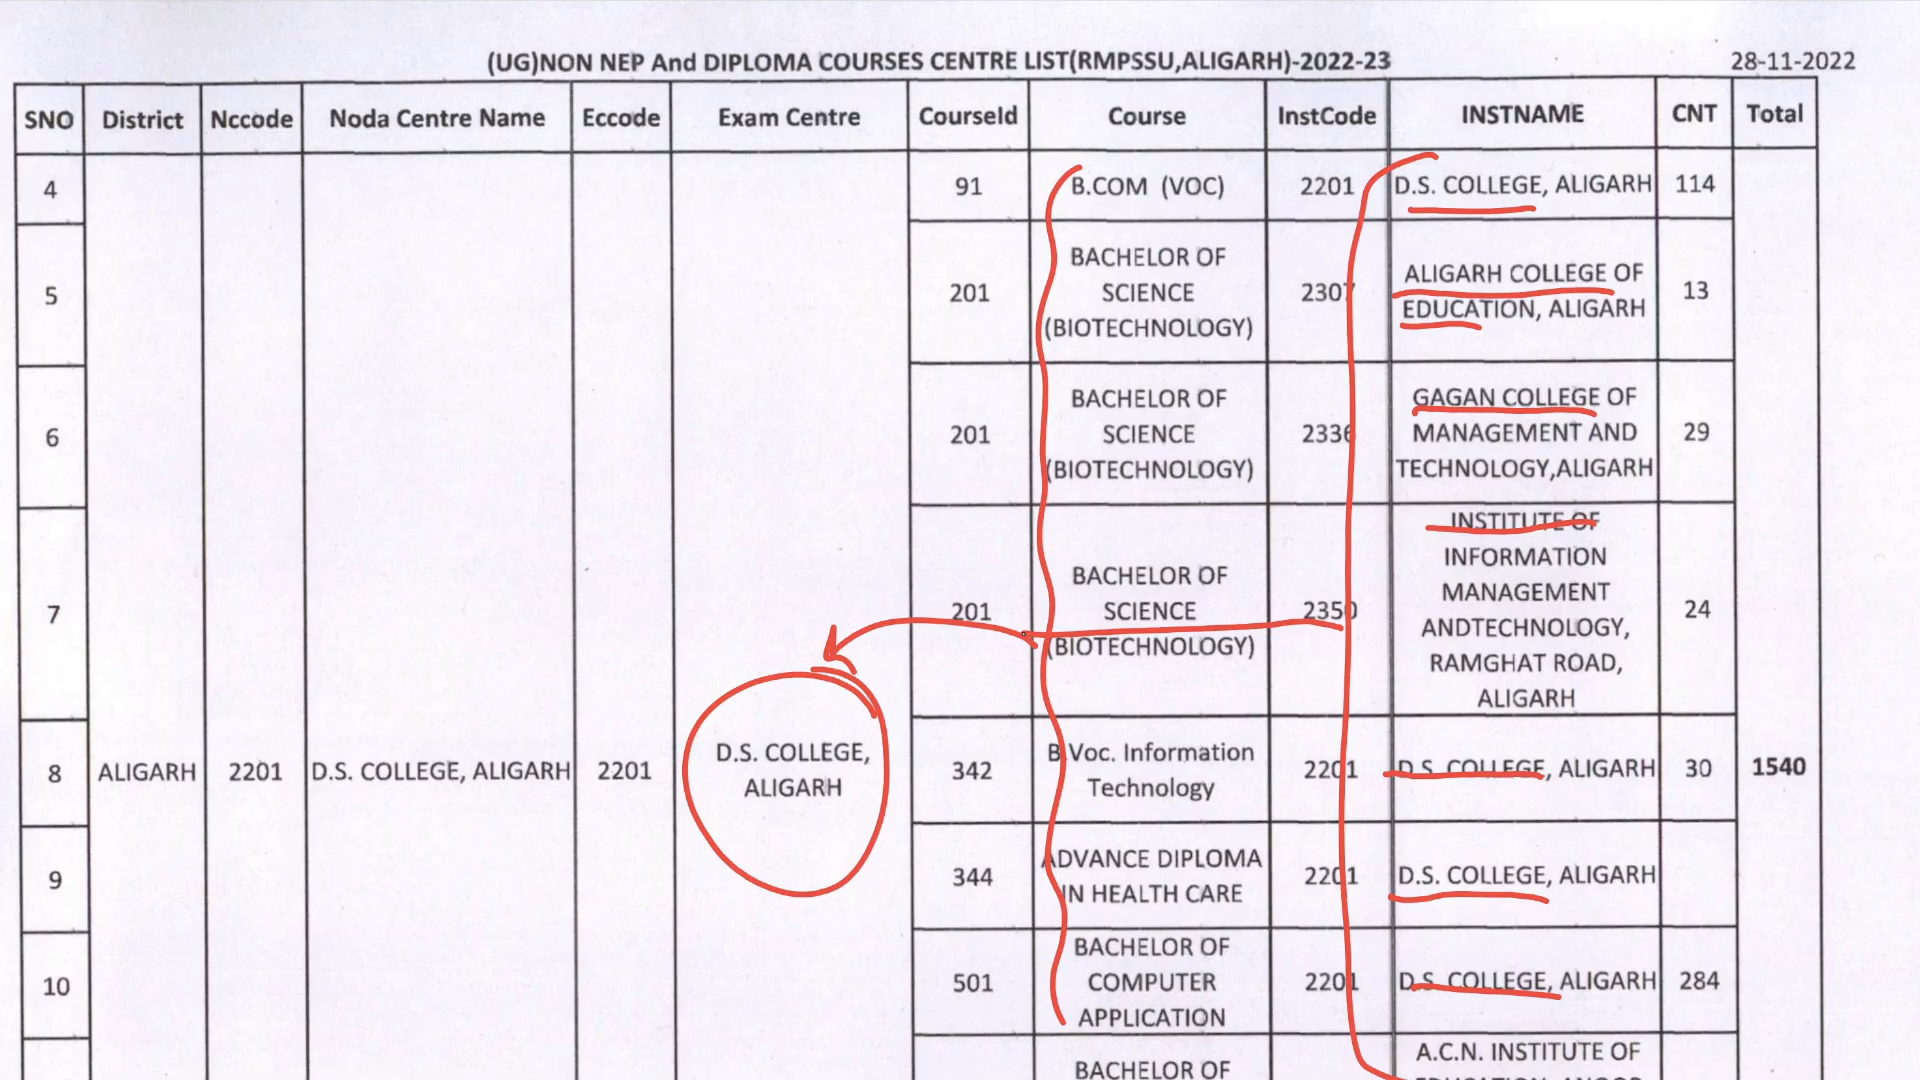 (UG)NON NEP And DIPLOMA COURSES CENTRE LIST(RMPSSU,ALIGARH)-2022-23
28-11-2022
SNO District Nccode Noda Centre Name Eccode Exam Centre CourseId Course InstCode INSTNAME CNT Total
4 91 B.COM (VOC) 2201 D.S. COLLEGE, ALIGARH 114
5 201 BACHELOR OF
SCIENCE
(BIOTECHNOLOGY) 2307 ALIGARH COLLEGE OF
EDUCATION, ALIGARH 13
6 201 BACHELOR OF
SCIENCE
(BIOTECHNOLOGY) 2336 GAGAN COLLEGE OF
MANAGEMENT AND
TECHNOLOGY,ALIGARH 29
7 201 BACHELOR OF
SCIENCE
(BIOTECHNOLOGY) 2350 INSTITUTE OF
INFORMATION
MANAGEMENT
ANDTECHNOLOGY,
RAMGHAT ROAD,
ALIGARH 24
8 ALIGARH 2201 D.S. COLLEGE, ALIGARH 2201 D.S. COLLEGE,
ALIGARH 342 B.Voc. Information
Technology 2201 D.S. COLLEGE, ALIGARH 30 1540
9 344 ADVANCE DIPLOMA
IN HEALTH CARE 2201 D.S. COLLEGE, ALIGARH
10 501 BACHELOR OF
COMPUTER
APPLICATION 2201 D.S. COLLEGE, ALIGARH 284
BACHELOR OF
A.C.N. INSTITUTE OF